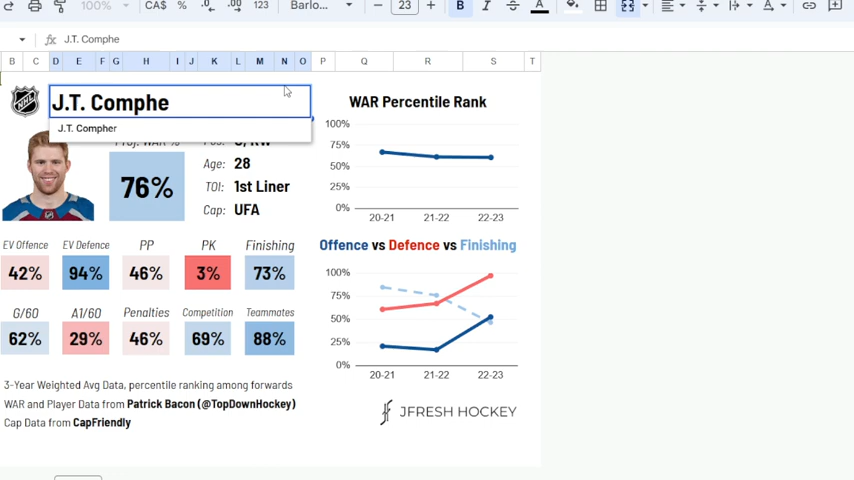 100% CA$ % .0 .00 123 Barlo... − 23 + B I A
fx J.T. Compher
B C D E F G H I J K L M N O P Q R S T
NHL
J.T. Comphe
J.T. Compher
76%
Age: 28
TOI: 1st Liner
Cap: UFA
EV Offence EV Defence PP PK Finishing
42% 94% 46% 3% 73%
G/60 A1/60 Penalties Competition Teammates
62% 29% 46% 69% 88%
3-Year Weighted Avg Data, percentile ranking among forwards
WAR and Player Data from Patrick Bacon (@TopDownHockey)
Cap Data from CapFriendly
WAR Percentile Rank
100%
75%
50%
25%
0%
20-21 21-22 22-23
Offence vs Defence vs Finishing
100%
75%
50%
25%
0%
20-21 21-22 22-23
JFRESH HOCKEY